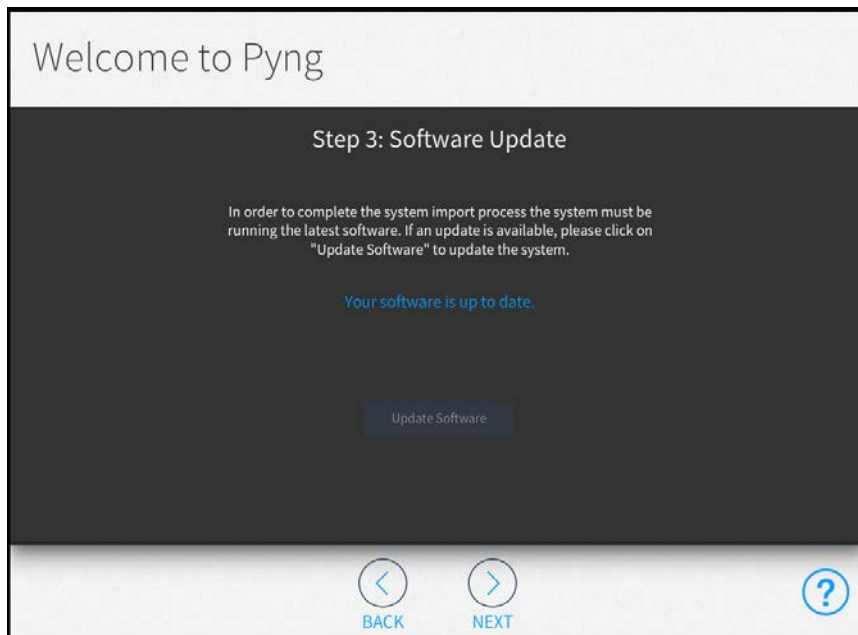 Welcome to Pyng
Step 3: Software Update
In order to complete the system import process the system must be
running the latest software. If an update is available, please click on
"Update Software" to update the system.
Your software is up to date.
Update Software
BACK NEXT
?